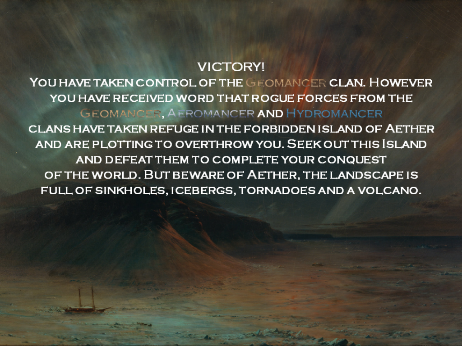 VICTORY!
YOU HAVE TAKEN CONTROL OF THE GEOMANCER CLAN. HOWEVER
YOU HAVE RECEIVED WORD THAT ROGUE FORCES FROM THE
GEOMANCER, AEROMANCER AND HYDROMANCER
CLANS HAVE TAKEN REFUGE IN THE FORBIDDEN ISLAND OF AETHER
AND ARE PLOTTING TO OVERTHROW YOU. SEEK OUT THIS ISLAND
AND DEFEAT THEM TO COMPLETE YOUR CONQUEST
OF THE WORLD. BUT BEWARE OF AETHER, THE LANDSCAPE IS
FULL OF SINKHOLES, ICEBERGS, TORNADOES AND A VOLCANO.